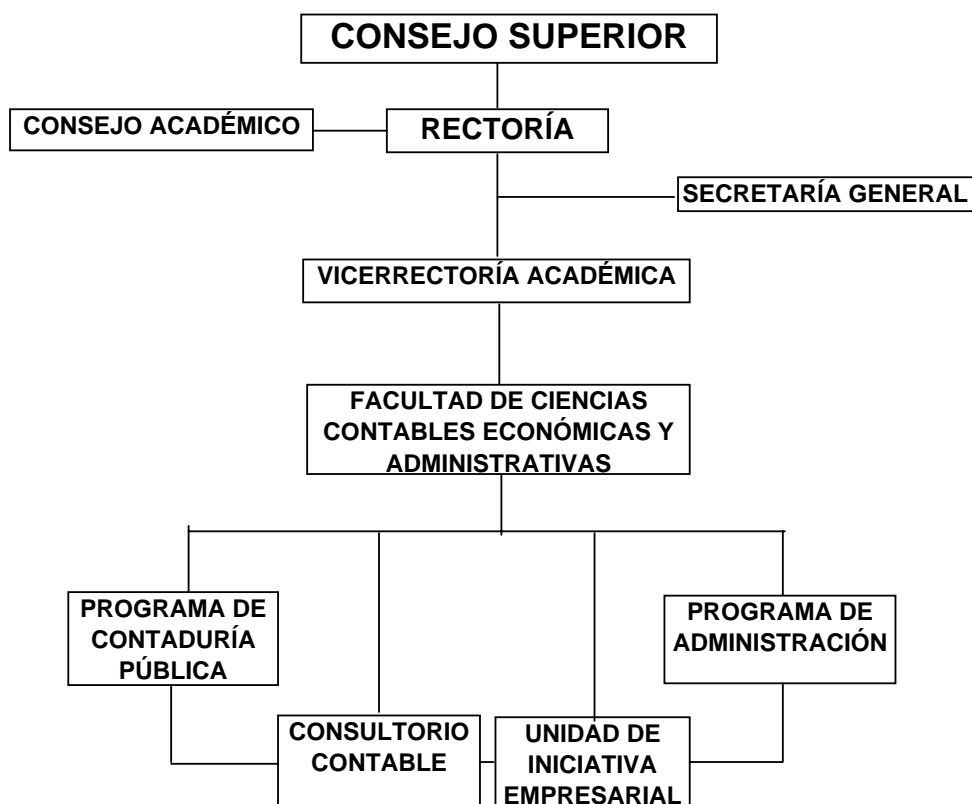 CONSEJO SUPERIOR
CONSEJO ACADÉMICO
RECTORÍA
SECRETARÍA GENERAL
VICERRECTORÍA ACADÉMICA
FACULTAD DE CIENCIAS
CONTABLES ECONÓMICAS Y
ADMINISTRATIVAS
PROGRAMA DE
CONTADURÍA
PÚBLICA
PROGRAMA DE
ADMINISTRACIÓN
CONSULTORIO
CONTABLE
UNIDAD DE
INICIATIVA
EMPRESARIAL